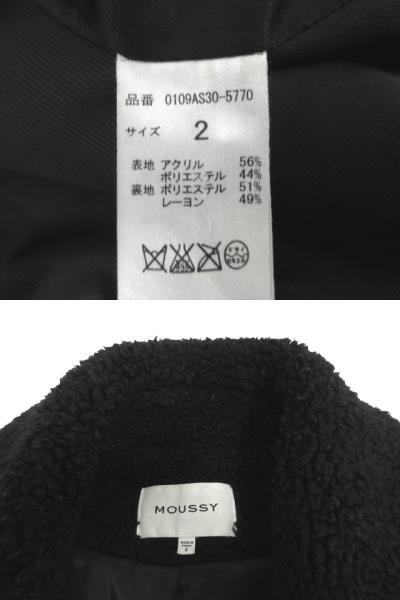 品番 0109AS30-5770
サイズ 2
表地 アクリル 56%
ポリエステル 44%
裏地 ポリエステル 51%
レーヨン 49%
MOUSSY
2